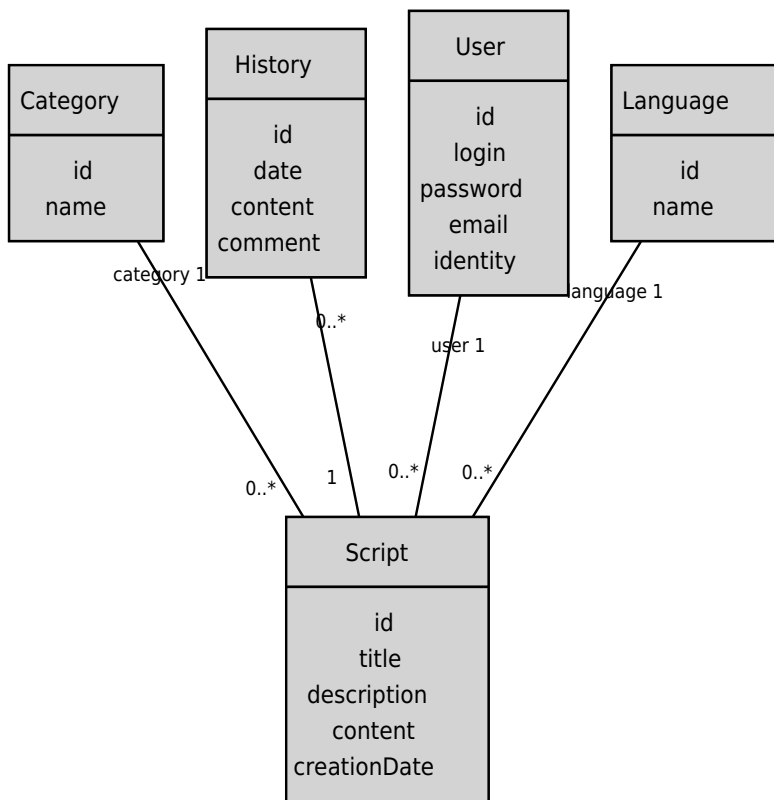 Category
id
name
History
id
date
content
comment
User
id
login
password
email
identity
Language
id
name
category 1
0..*
0..*
1
user 1
0..*
language 1
0..*
Script
id
title
description
content
creationDate